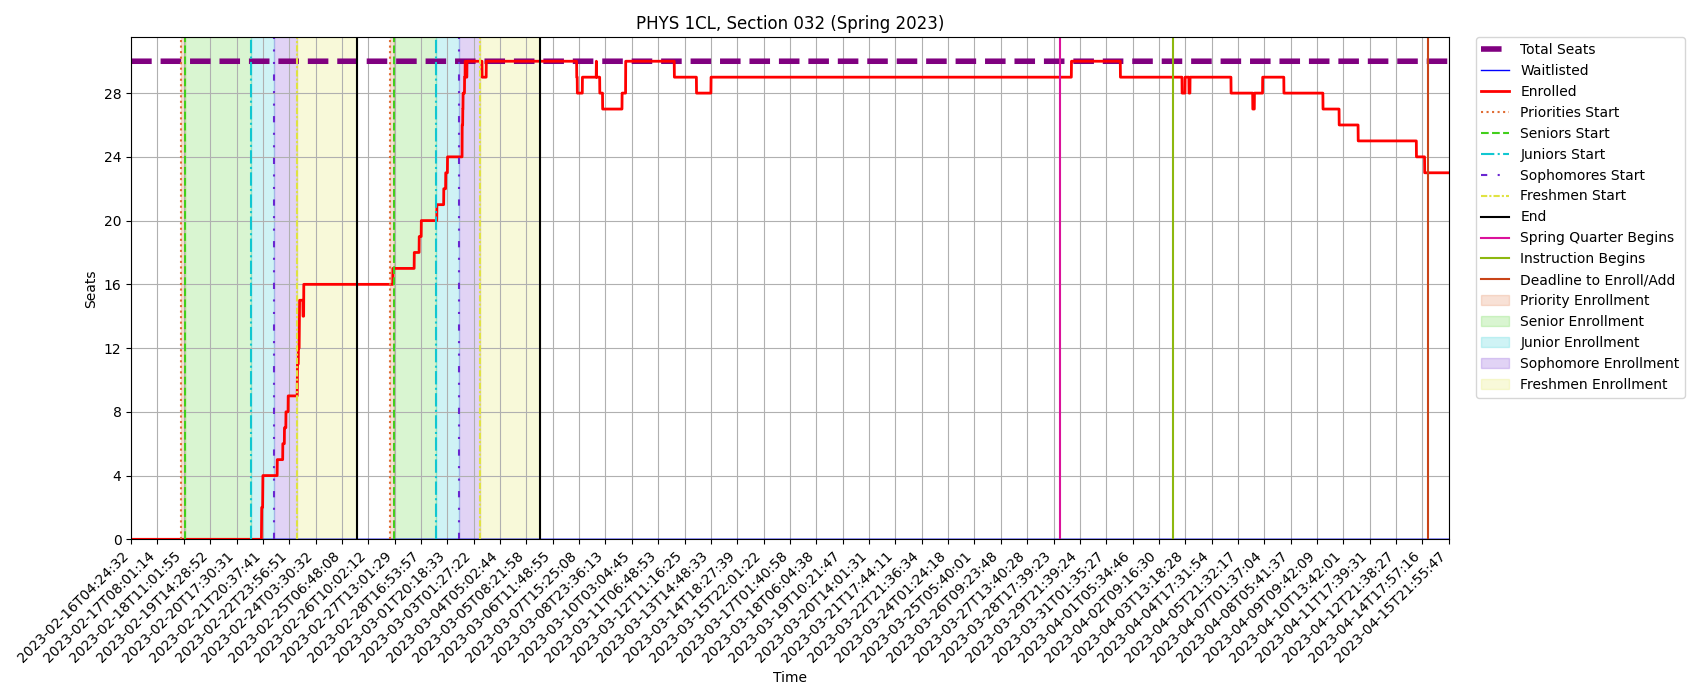 PHYS 1CL, Section 032 (Spring 2023)
Total Seats
Waitlisted
Enrolled
Priorities Start
Seniors Start
Juniors Start
Sophomores Start
Freshmen Start
End
Spring Quarter Begins
Instruction Begins
Deadline to Enroll/Add
Priority Enrollment
Senior Enrollment
Junior Enrollment
Sophomore Enrollment
Freshmen Enrollment
Seats
28
24
20
16
12
8
4
0
2023-02-16T04:24:32
2023-02-17T08:01:14
2023-02-18T11:01:55
2023-02-19T14:28:52
2023-02-20T17:30:31
2023-02-21T20:37:41
2023-02-22T23:56:51
2023-02-24T03:30:32
2023-02-25T06:48:08
2023-02-26T10:02:12
2023-02-27T13:01:29
2023-02-28T16:53:57
2023-03-01T20:18:33
2023-03-03T01:27:22
2023-03-04T05:02:44
2023-03-05T08:21:58
2023-03-06T11:48:55
2023-03-07T15:25:08
2023-03-08T23:36:13
2023-03-10T03:04:45
2023-03-11T06:48:53
2023-03-12T11:16:25
2023-03-13T14:48:33
2023-03-14T18:27:39
2023-03-15T22:01:22
2023-03-17T01:40:58
2023-03-18T06:04:38
2023-03-19T10:21:47
2023-03-20T14:01:31
2023-03-21T17:44:11
2023-03-22T21:36:34
2023-03-24T01:24:18
2023-03-25T05:40:01
2023-03-26T09:23:48
2023-03-27T13:40:28
2023-03-28T17:39:23
2023-03-29T21:39:24
2023-03-31T01:35:27
2023-04-01T05:34:46
2023-04-02T09:16:30
2023-04-03T13:18:28
2023-04-04T17:31:54
2023-04-05T21:32:17
2023-04-07T01:37:04
2023-04-08T05:41:37
2023-04-09T09:42:09
2023-04-10T13:42:01
2023-04-11T17:39:31
2023-04-12T21:38:27
2023-04-14T17:57:16
2023-04-15T21:55:47
Time